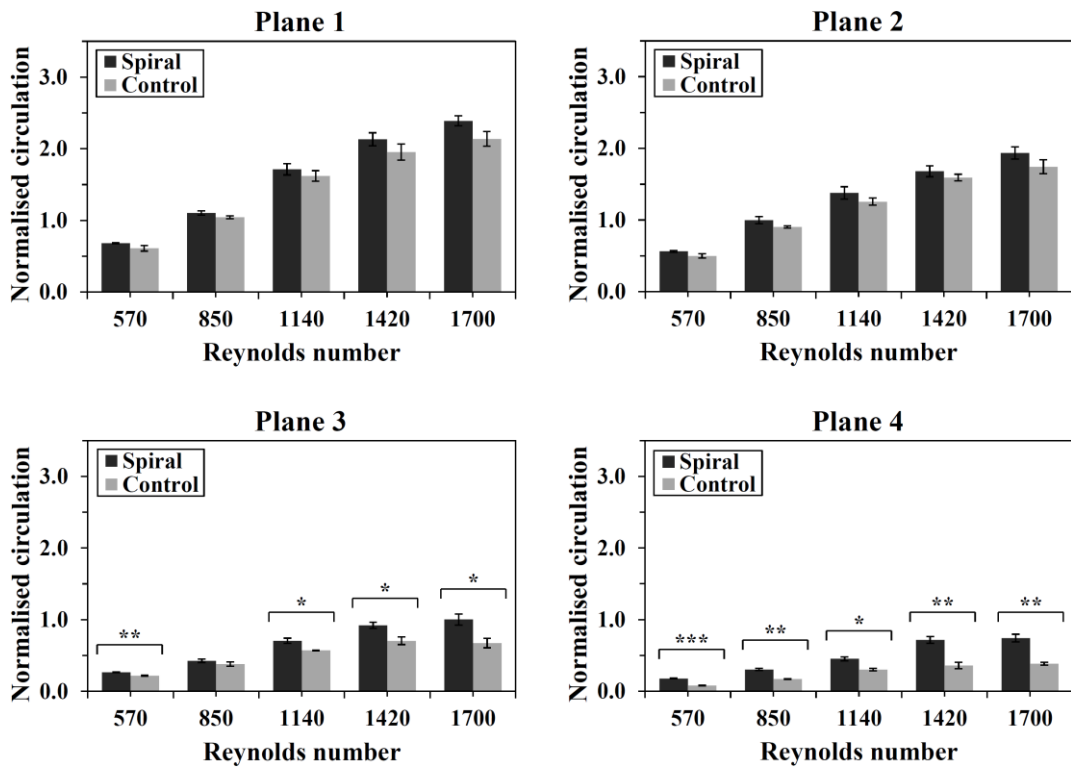 Plane 1
Normalised circulation
3.0
2.0
1.0
0.0
Spiral
Control
570 850 1140 1420 1700
Reynolds number
Plane 2
Normalised circulation
3.0
2.0
1.0
0.0
Spiral
Control
570 850 1140 1420 1700
Reynolds number
Plane 3
Normalised circulation
3.0
2.0
1.0
0.0
Spiral
Control
** * * *
570 850 1140 1420 1700
Reynolds number
Plane 4
Normalised circulation
3.0
2.0
1.0
0.0
Spiral
Control
*** ** * ** **
570 850 1140 1420 1700
Reynolds number